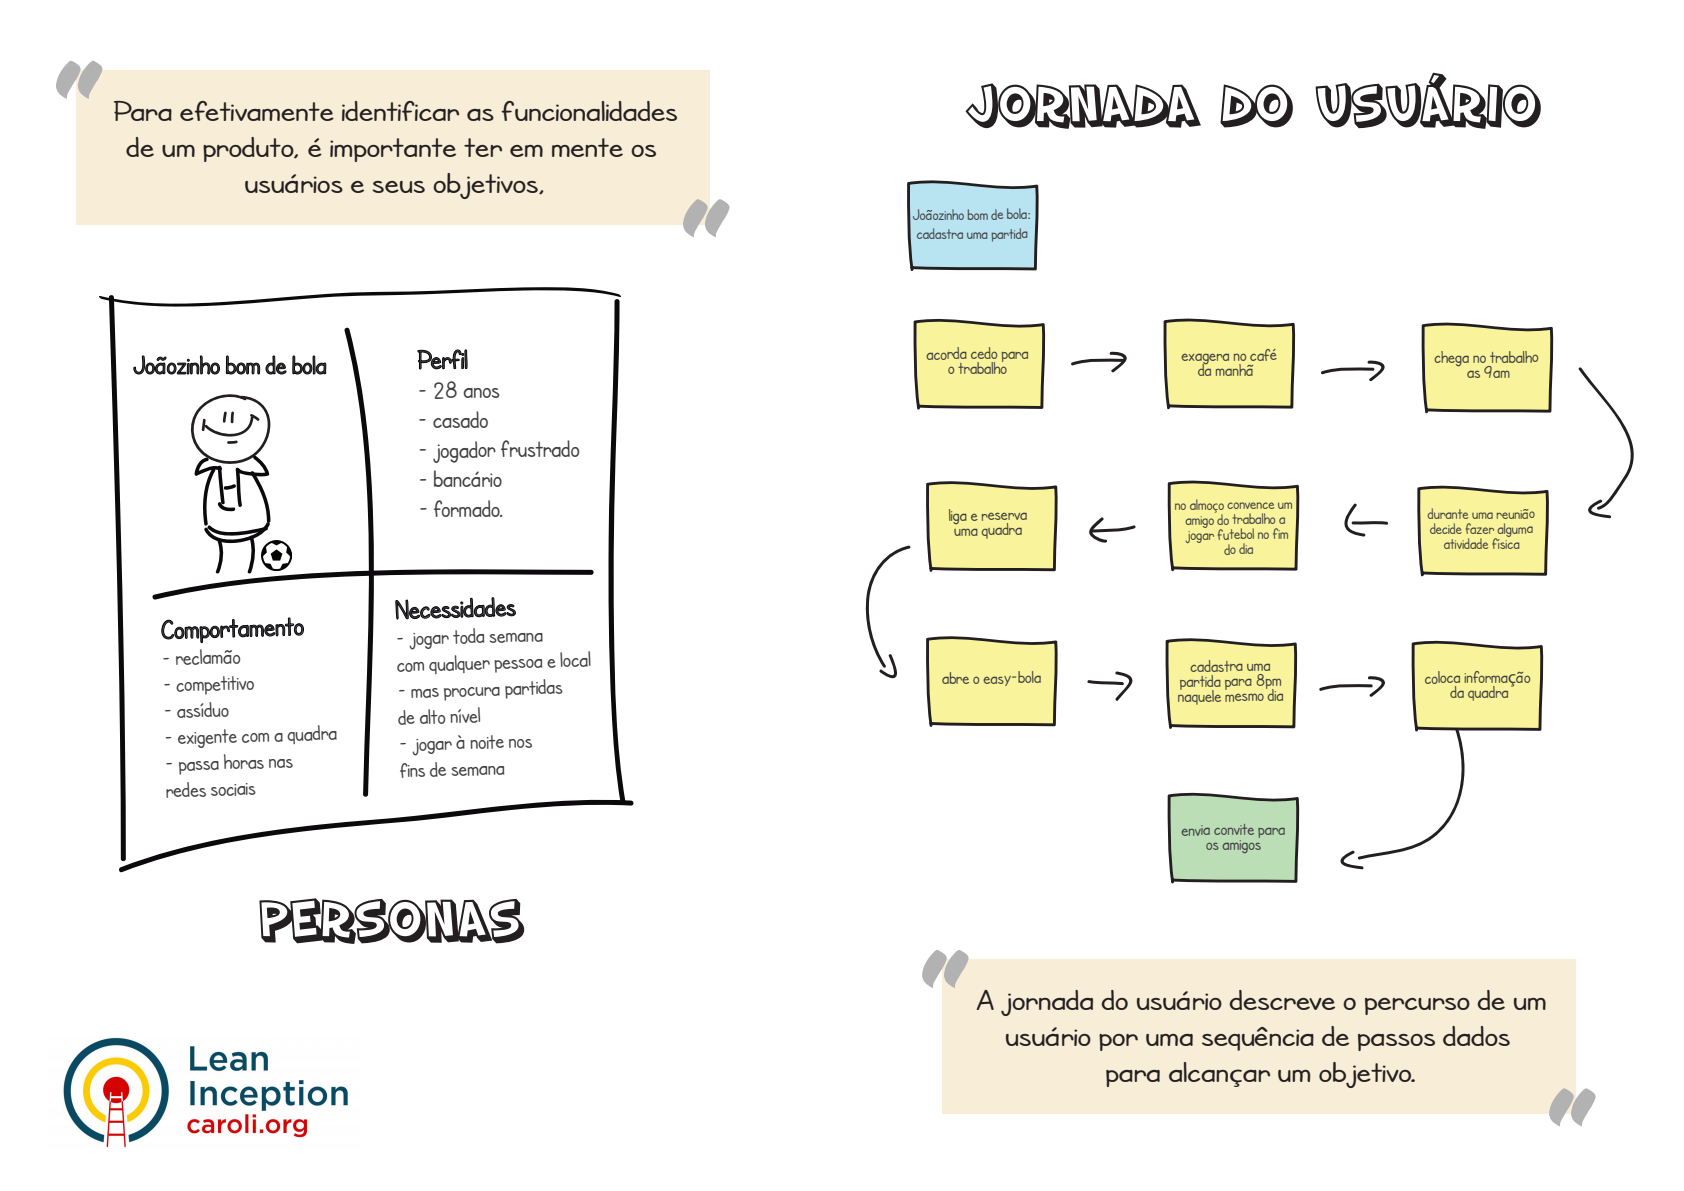 Para efetivamente identificar as funcionalidades
de um produto, é importante ter em mente os
usuários e seus objetivos,
Joãozinho bom de bola
Perfil
- 28 anos
- casado
- jogador frustrado
- bancário
- formado.
Comportamento
- reclamão
- competitivo
- assíduo
- exigente com a quadra
- passa horas nas
redes sociais
Necessidades
- jogar toda semana
com qualquer pessoa e local
- mas procura partidas
de alto nível
- jogar à noite nos
fins de semana
PERSONAS
Lean
Inception
caroli.org
JORNADA DO USUÁRIO
Joãozinho bom de bola:
cadastra uma partida
acorda cedo para
o trabalho
exagera no café
da manhã
chega no trabalho
as 9am
durante uma reunião
decide fazer alguma
atividade física
no almoço convence um
amigo do trabalho a
jogar futebol no fim
do dia
liga e reserva
uma quadra
abre o easy-bola
cadastra uma
partida para 8pm
naquele mesmo dia
coloca informação
da quadra
envia convite para
os amigos
A jornada do usuário descreve o percurso de um
usuário por uma sequência de passos dados
para alcançar um objetivo.